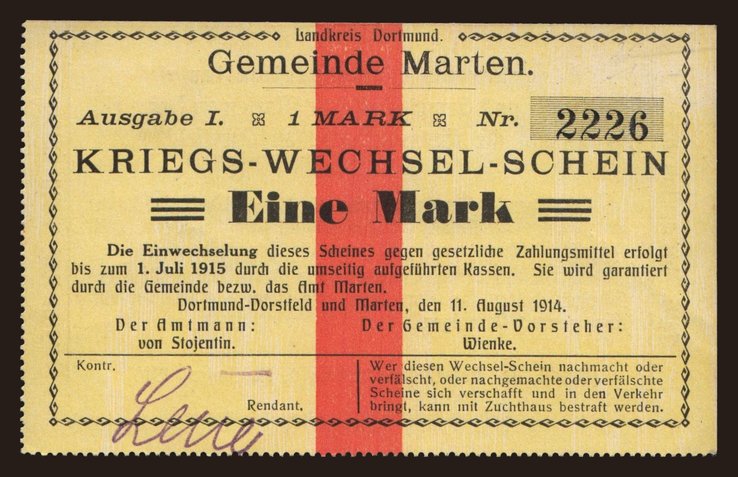 Landkreis Dortmund.
Gemeinde Marten.
Ausgabe I. 1 MARK Nr. 2226
KRIEGS-WECHSEL-SCHEIN
Eine Mark
Die Einwechselung dieses Scheines gegen gesetzliche Zahlungsmittel erfolgt
bis zum 1. Juli 1915 durch die umseitig aufgeführten Kassen. Sie wird garantiert
durch die Gemeinde bezw. das Amt Marten.
Dortmund-Dorstfeld und Marten, den 11. August 1914.
Der Amtmann: Der Gemeinde-Vorsteher:
von Stojentin. Wienke.
Kontr.
Rendant.
Wer diesen Wechsel-Schein nachmacht oder
verfälscht, oder nachgemachte oder verfälschte
Scheine sich verschafft und in den Verkehr
bringt, kann mit Zuchthaus bestraft werden.